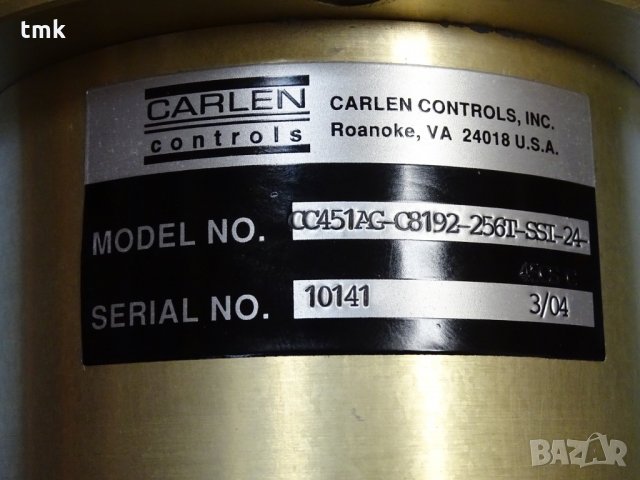 tmk
CARLEN
controls
CARLEN CONTROLS, INC.
Roanoke, VA 24018 U.S.A.
MODEL NO. CC451AG-C8192-256T-SSI-24-
SERIAL NO. 10141 3/04
BAZAR